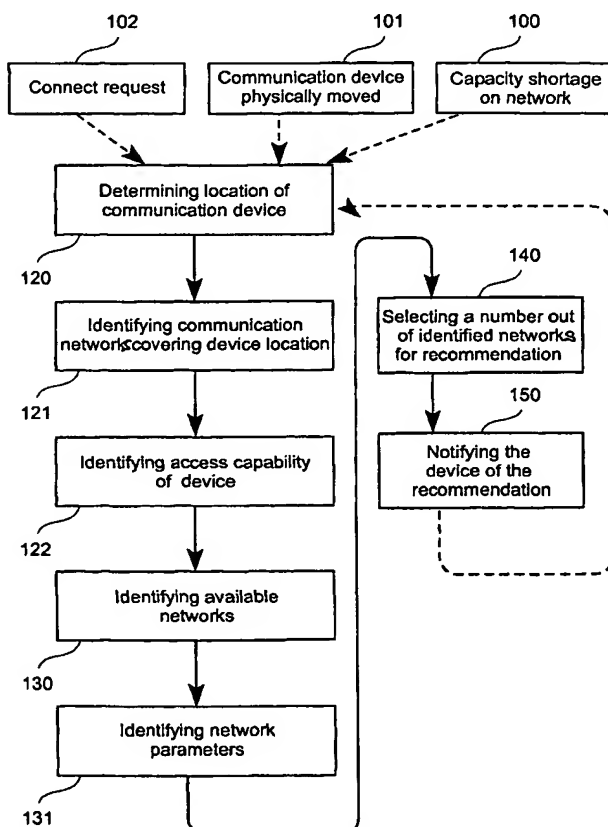 102
101
100
Connect request
Communication device
physically moved
Capacity shortage
on network
Determining location of
communication device
120
Identifying communication
networks covering device location
121
Identifying access capability
of device
122
Identifying available
networks
130
Identifying network
parameters
131
140
Selecting a number out
of identified networks
for recommendation
150
Notifying the
device of the
recommendation